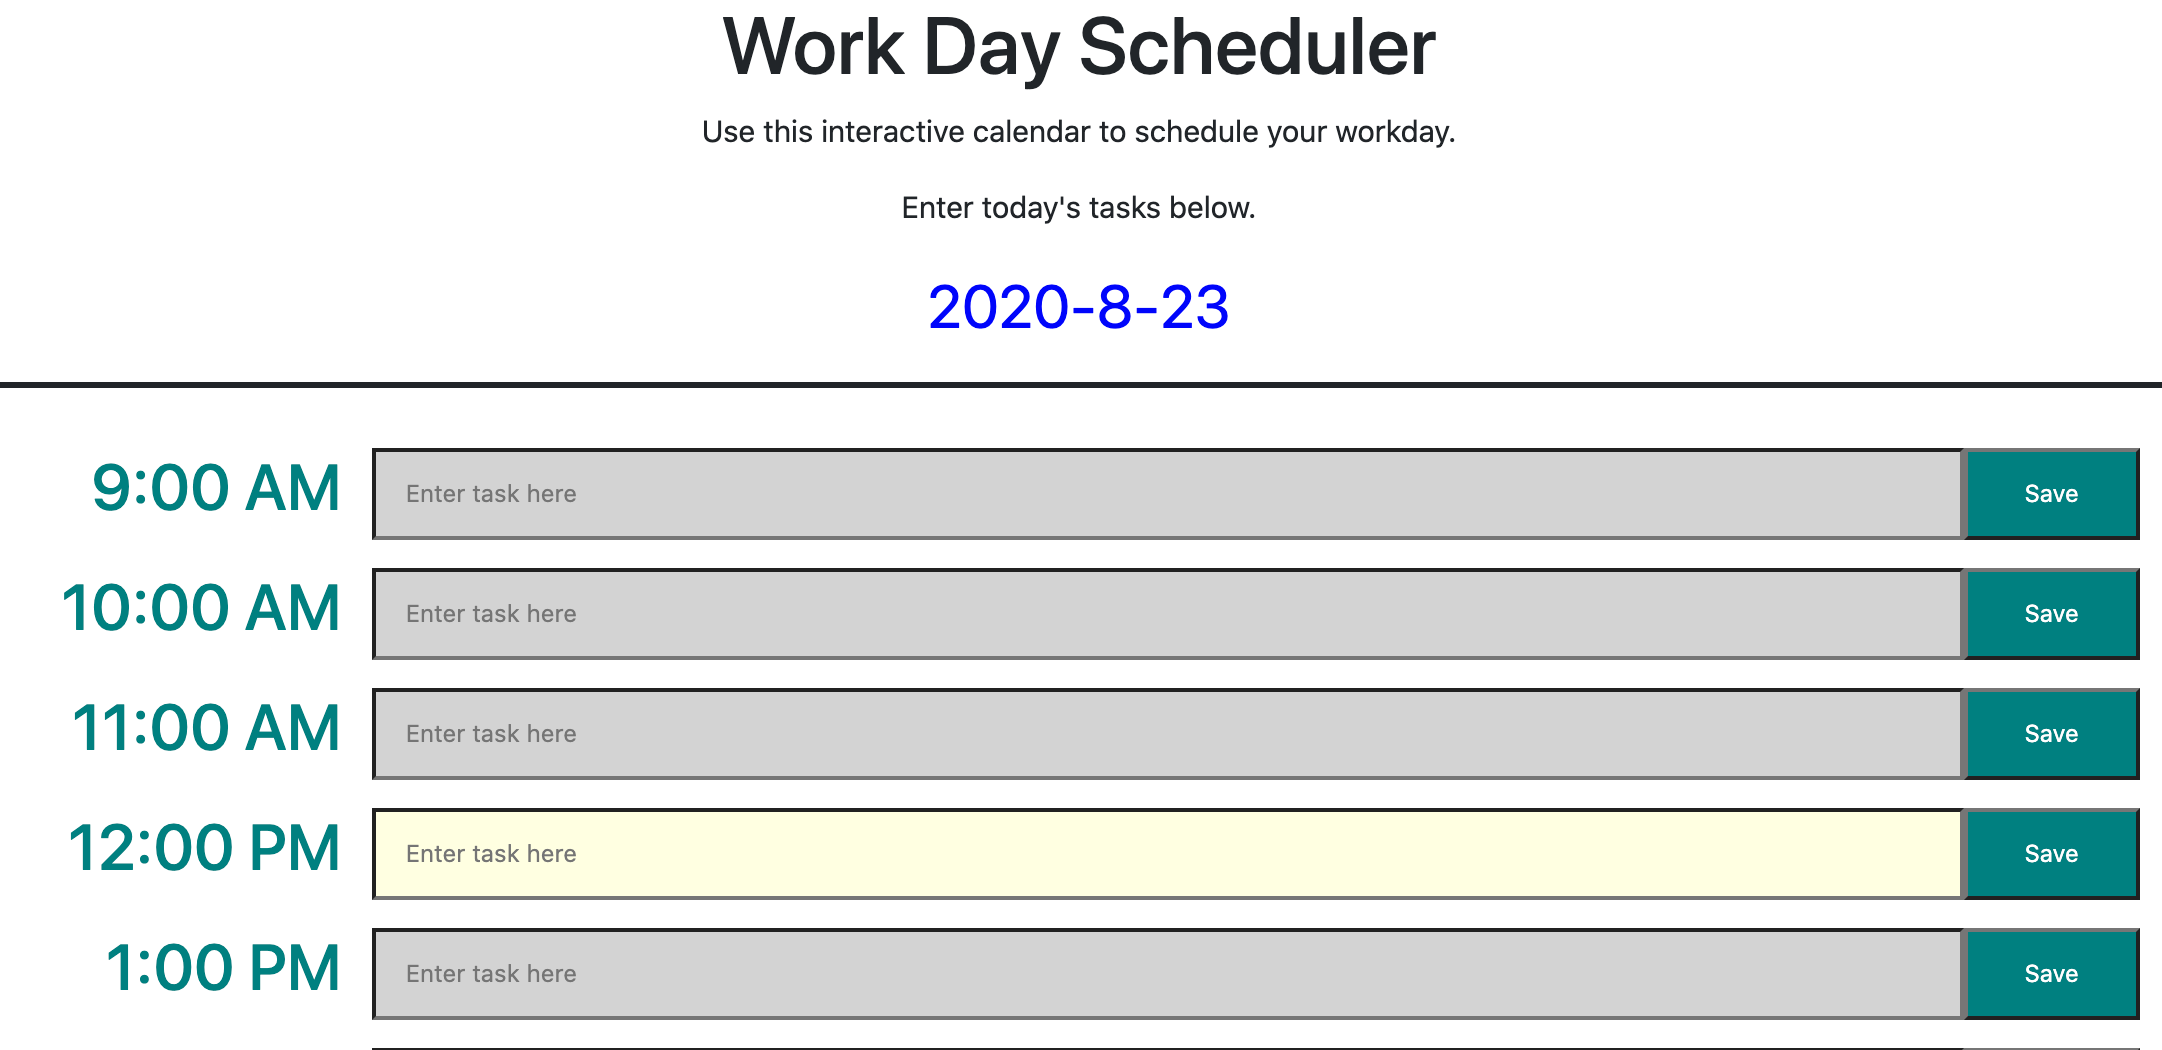 Work Day Scheduler
Use this interactive calendar to schedule your workday.
Enter today's tasks below.
2020-8-23
9:00 AM Enter task here Save
10:00 AM Enter task here Save
11:00 AM Enter task here Save
12:00 PM Enter task here Save
1:00 PM Enter task here Save